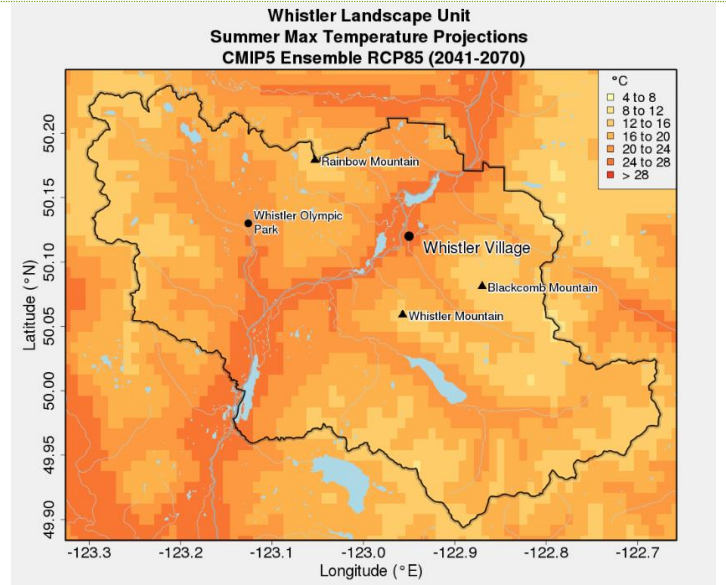 Whistler Landscape Unit
Summer Max Temperature Projections
CMIP5 Ensemble RCP85 (2041-2070)
°C
4 to 8
8 to 12
12 to 16
16 to 20
20 to 24
24 to 28
> 28
Rainbow Mountain
Whistler Olympic
Park
Whistler Village
Blackcomb Mountain
Whistler Mountain
Latitude (°N)
50.20
50.15
50.10
50.05
50.00
49.95
49.90
-123.3
-123.2
-123.1
-123.0
-122.9
-122.8
-122.7
Longitude (°E)